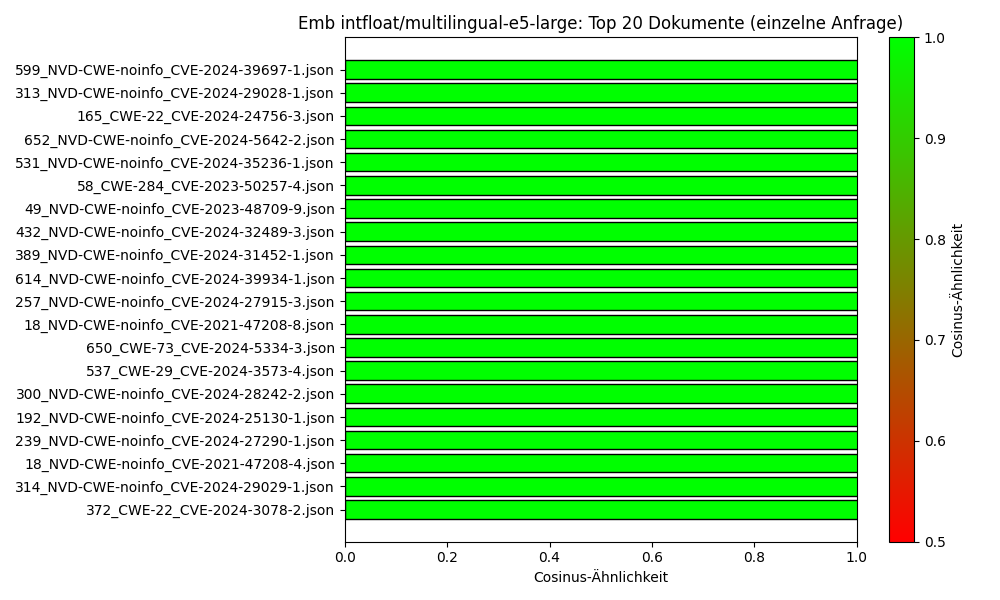 Emb intfloat/multilingual-e5-large: Top 20 Dokumente (einzelne Anfrage)
599_NVD-CWE-noinfo_CVE-2024-39697-1.json
313_NVD-CWE-noinfo_CVE-2024-29028-1.json
165_CWE-22_CVE-2024-24756-3.json
652_NVD-CWE-noinfo_CVE-2024-5642-2.json
531_NVD-CWE-noinfo_CVE-2024-35236-1.json
58_CWE-284_CVE-2023-50257-4.json
49_NVD-CWE-noinfo_CVE-2023-48709-9.json
432_NVD-CWE-noinfo_CVE-2024-32489-3.json
389_NVD-CWE-noinfo_CVE-2024-31452-1.json
614_NVD-CWE-noinfo_CVE-2024-39934-1.json
257_NVD-CWE-noinfo_CVE-2024-27915-3.json
18_NVD-CWE-noinfo_CVE-2021-47208-8.json
650_CWE-73_CVE-2024-5334-3.json
537_CWE-29_CVE-2024-3573-4.json
300_NVD-CWE-noinfo_CVE-2024-28242-2.json
192_NVD-CWE-noinfo_CVE-2024-25130-1.json
239_NVD-CWE-noinfo_CVE-2024-27290-1.json
18_NVD-CWE-noinfo_CVE-2021-47208-4.json
314_NVD-CWE-noinfo_CVE-2024-29029-1.json
372_CWE-22_CVE-2024-3078-2.json
0.0 0.2 0.4 0.6 0.8 1.0
Cosinus-Ähnlichkeit
1.0
0.9
0.8
0.7
0.6
0.5
Cosinus-Ähnlichkeit